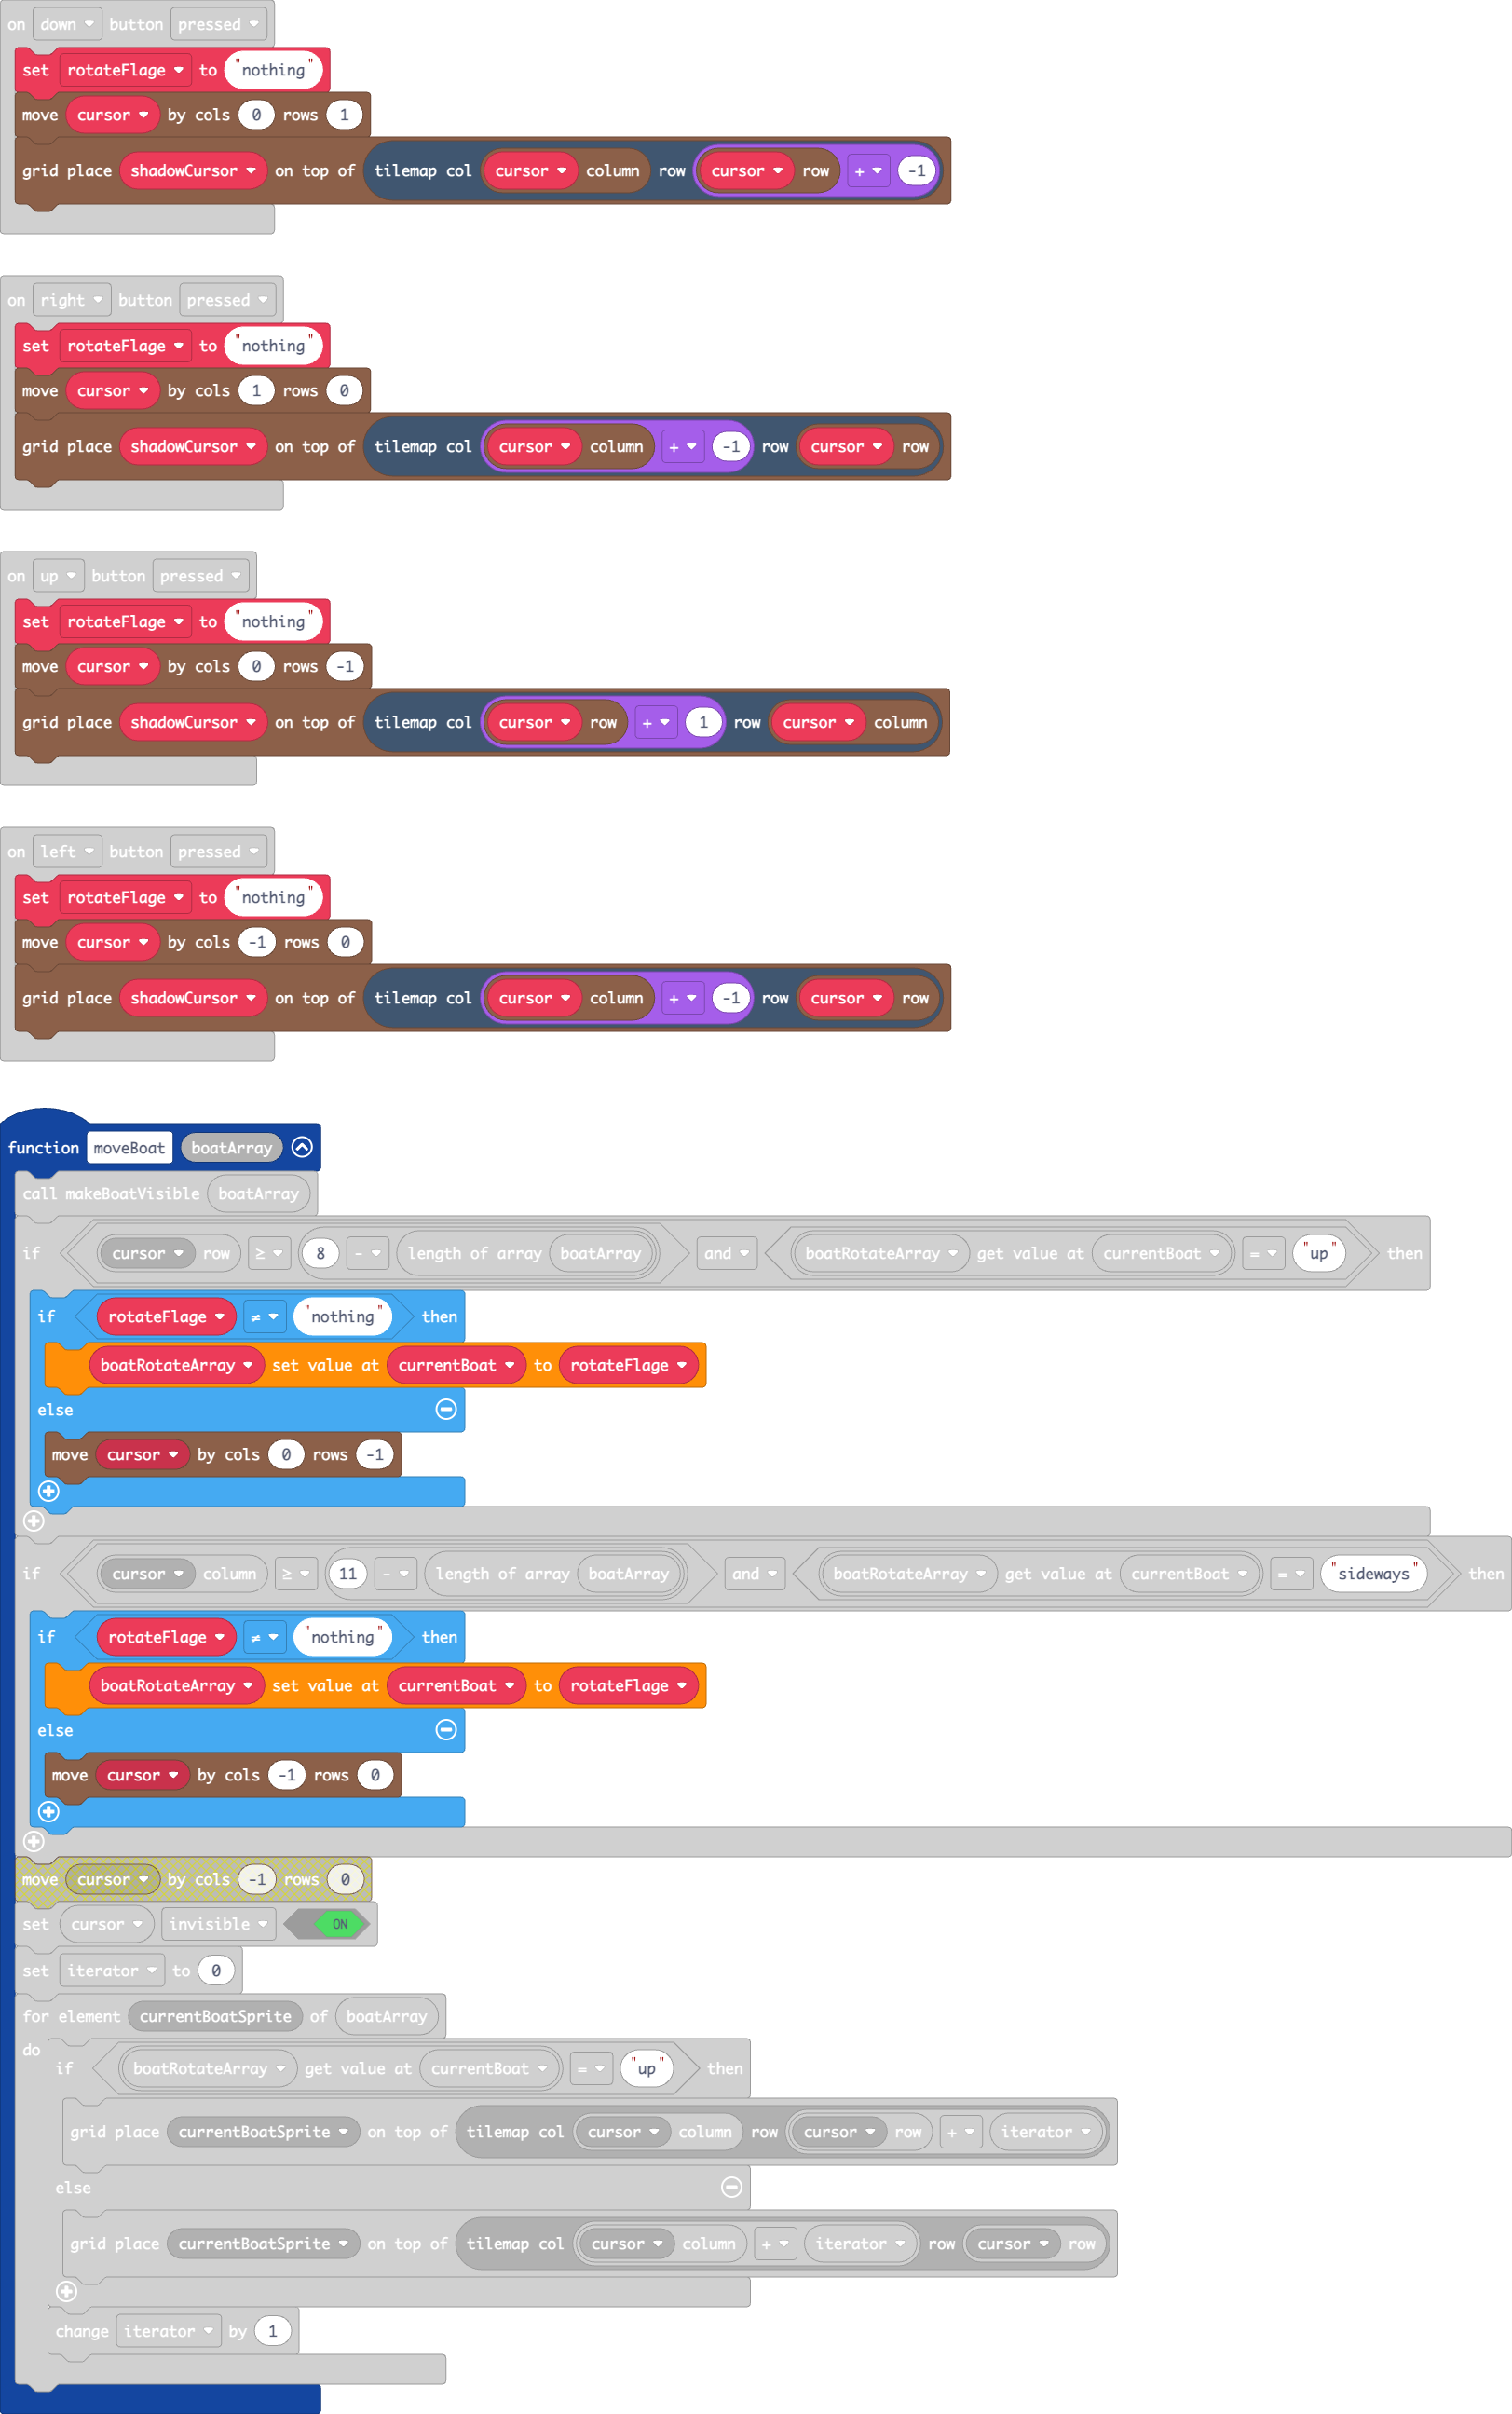 on down button pressed
set rotateFlage to "nothing"
move cursor by cols 0 rows 1
grid place shadowCursor on top of tilemap col cursor column row cursor row + -1
on right button pressed
set rotateFlage to "nothing"
move cursor by cols 1 rows 0
grid place shadowCursor on top of tilemap col cursor column + -1 row cursor row
on up button pressed
set rotateFlage to "nothing"
move cursor by cols 0 rows -1
grid place shadowCursor on top of tilemap col cursor row + 1 row cursor column
on left button pressed
set rotateFlage to "nothing"
move cursor by cols -1 rows 0
grid place shadowCursor on top of tilemap col cursor column + -1 row cursor row
function moveBoat boatArray
call makeBoatVisible boatArray
if cursor row ≥ 8 - length of array boatArray and boatRotateArray get value at currentBoat = "up" then
if rotateFlage ≠ "nothing" then
boatRotateArray set value at currentBoat to rotateFlage
else
move cursor by cols 0 rows -1
if cursor column ≥ 11 - length of array boatArray and boatRotateArray get value at currentBoat = "sideways" then
if rotateFlage ≠ "nothing" then
boatRotateArray set value at currentBoat to rotateFlage
else
move cursor by cols -1 rows 0
move cursor by cols -1 rows 0
set cursor invisible ON
set iterator to 0
for element currentBoatSprite of boatArray
do
if boatRotateArray get value at currentBoat = "up" then
grid place currentBoatSprite on top of tilemap col cursor column row cursor row + iterator
else
grid place currentBoatSprite on top of tilemap col cursor column + iterator row cursor row
change iterator by 1